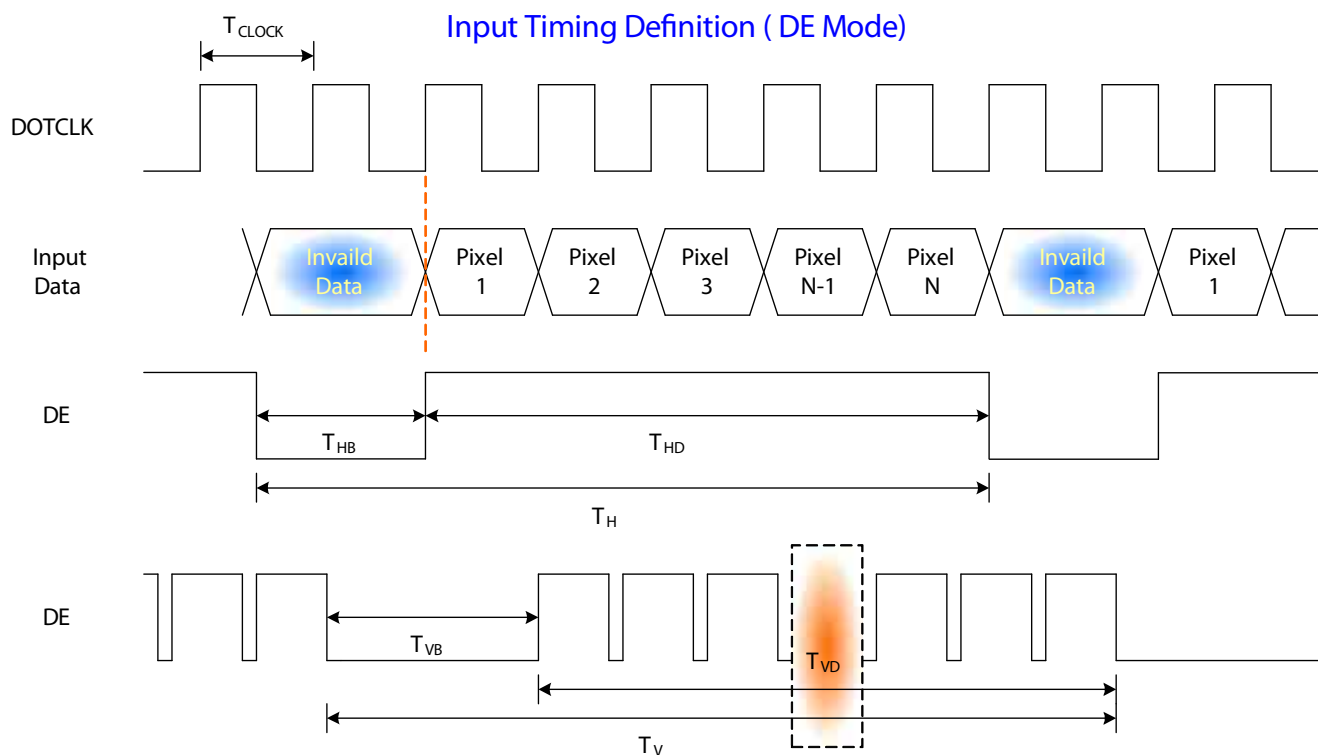 Input Timing Definition ( DE Mode)
TCLOCK
DOTCLK
Input
Data
Invaild
Data
Pixel
1
Pixel
2
Pixel
3
Pixel
N-1
Pixel
N
Invaild
Data
Pixel
1
DE
THB
THD
TH
DE
TVB
TVD
TV